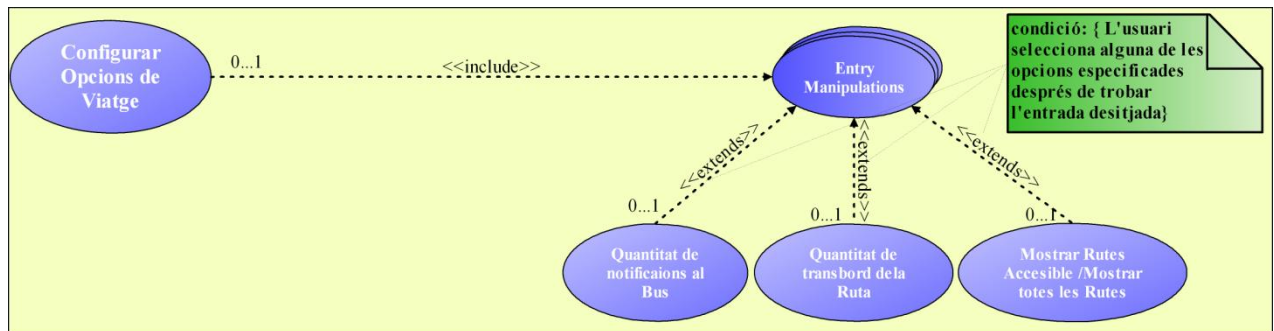 Configurar
Opcions de
Viatge
0...1
<<include>>
Entry
Manipulations
condició: { L'usuari
selecciona alguna de les
opcions especificades
després de trobar
l'entrada desitjada}
<<extends>>
<<extends>>
<<extends>>
0...1
0...1
0...1
Quantitat de
notificaions al
Bus
Quantitat de
transbord dela
Ruta
Mostrar Rutes
Accesible /Mostrar
totes les Rutes